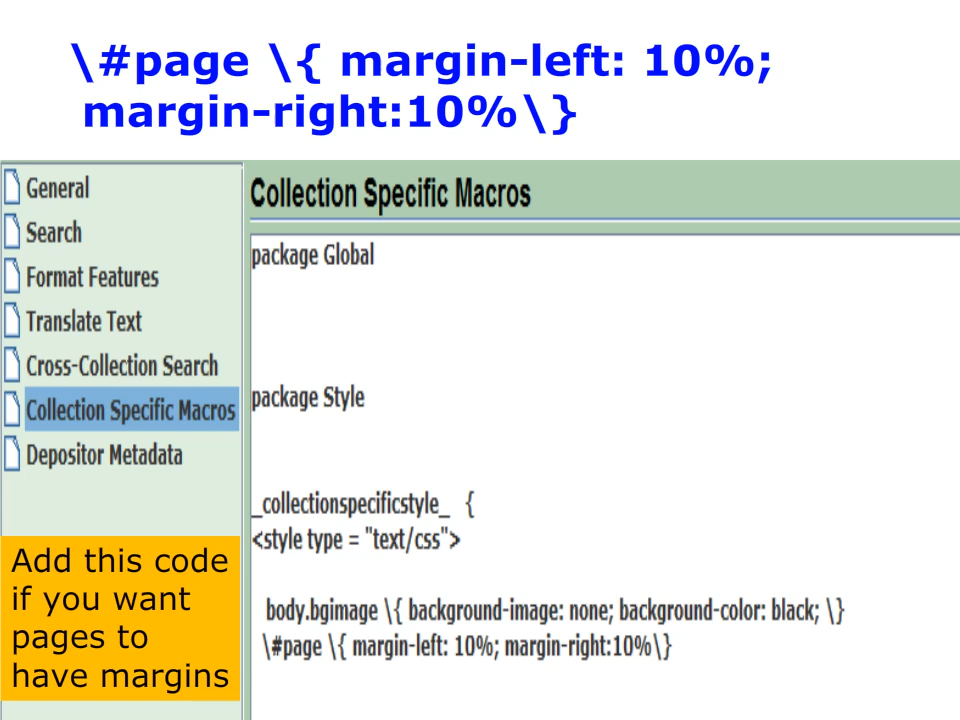 \#page \{ margin-left: 10%;
margin-right:10%\}
General
Search
Format Features
Translate Text
Cross-Collection Search
Collection Specific Macros
Depositor Metadata
Add this code
if you want
pages to
have margins
Collection Specific Macros
package Global
package Style
_collectionspecificstyle_ {
<style type = "text/css">
body.bgimage \{ background-image: none; background-color: black; \}
\#page \{ margin-left: 10%; margin-right:10%\}